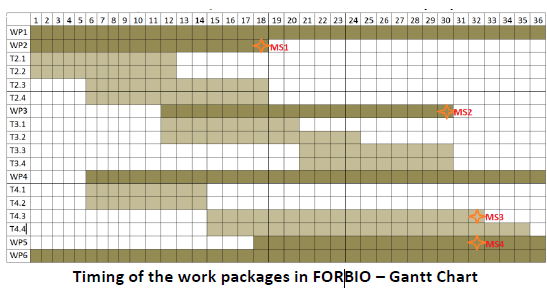 1 2 3 4 5 6 7 8 9 10 11 12 13 14 15 16 17 18 19 20 21 22 23 24 25 26 27 28 29 30 31 32 33 34 35 36
WP1
WP2 MS1
T2.1
T2.2
T2.3
T2.4
WP3 MS2
T3.1
T3.2
T3.3
T3.4
WP4
T4.1
T4.2
T4.3 MS3
T4.4
WP5 MS4
WP6
Timing of the work packages in FORBIO – Gantt Chart